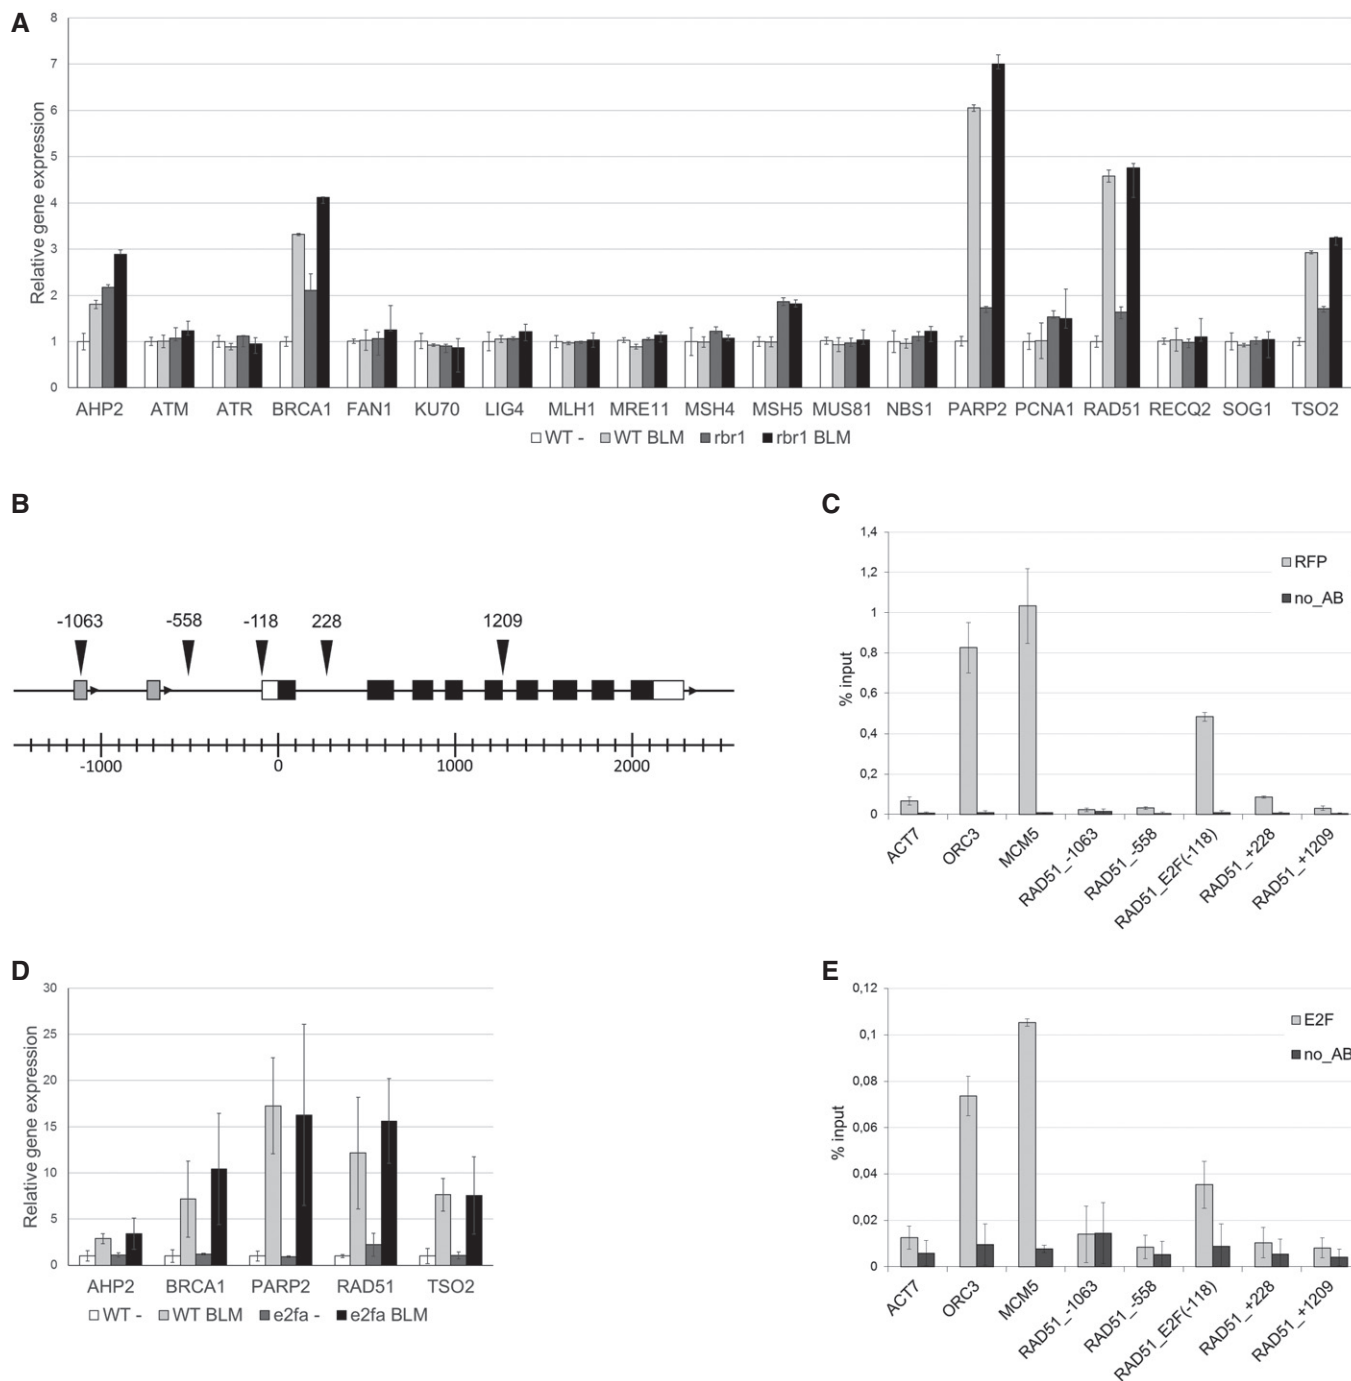 A
8
7
6
5
4
3
2
1
0
Relative gene expression
AHP2 ATM ATR BRCA1 FAN1 KU70 LIG4 MLH1 MRE11 MSH4 MSH5 MUS81 NBS1 PARP2 PCNA1 RAD51 RECQ2 SOG1 TSO2
WT - WT BLM rbr1 rbr1 BLM
B
-1063 -558 -118 228 1209
-1000 0 1000 2000
C
1,4
1,2
1
0,8
0,6
0,4
0,2
0
% input
RFP
no_AB
ACT7 ORC3 MCM5 RAD51_-1063 RAD51_-558 RAD51_E2F(-118) RAD51_+228 RAD51_+1209
D
30
25
20
15
10
5
0
Relative gene expression
AHP2 BRCA1 PARP2 RAD51 TSO2
WT - WT BLM e2fa - e2fa BLM
E
0,12
0,1
0,08
0,06
0,04
0,02
0
% input
E2F
no_AB
ACT7 ORC3 MCM5 RAD51_-1063 RAD51_-558 RAD51_E2F(-118) RAD51_+228 RAD51_+1209